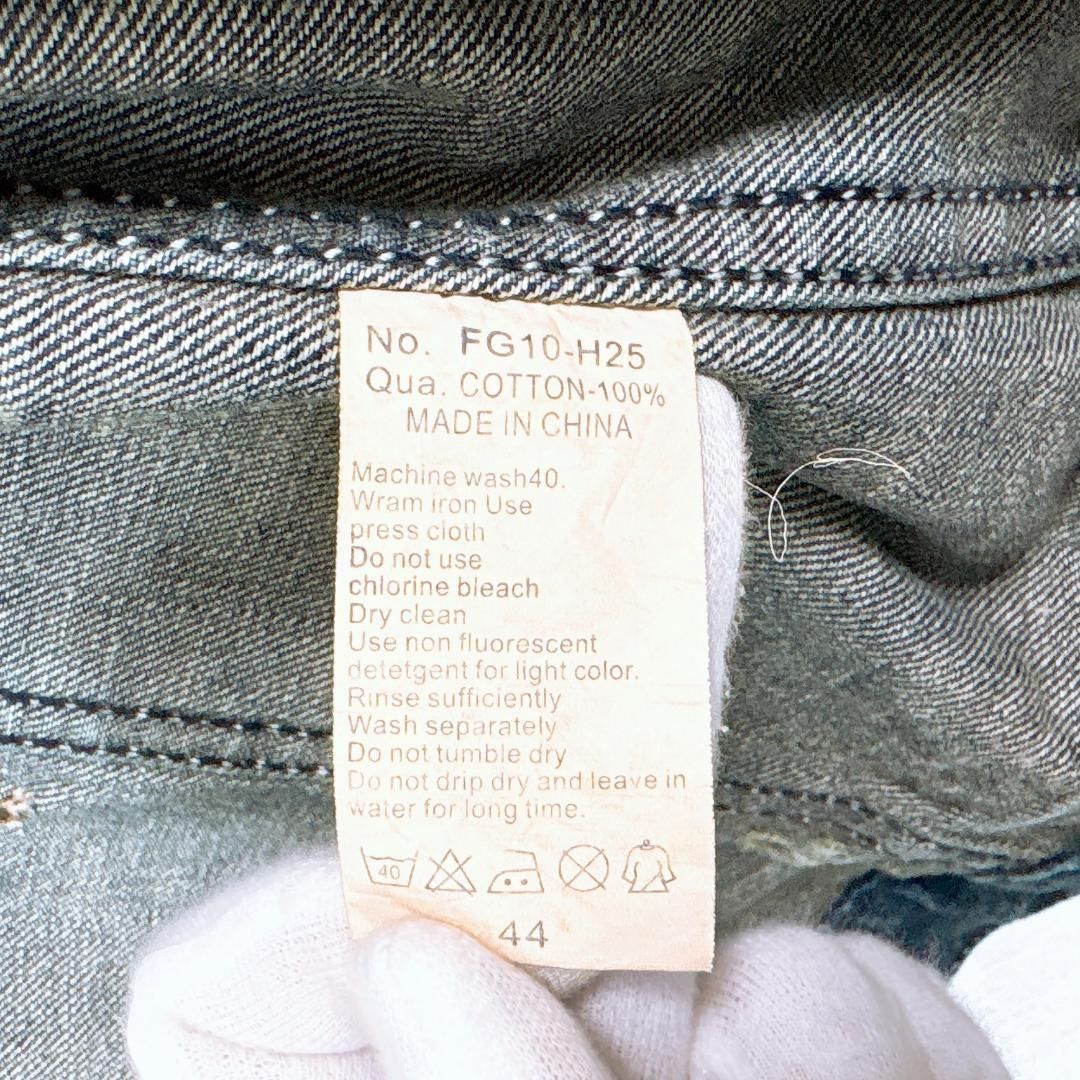 No. FG10-H25
Qua. COTTON-100%
MADE IN CHINA
Machine wash40.
Wram iron Use
press cloth
Do not use
chlorine bleach
Dry clean
Use non fluorescent
detetgent for light color.
Rinse sufficiently
Wash separately
Do not tumble dry
Do not drip dry and leave in
water for long time.
40
44